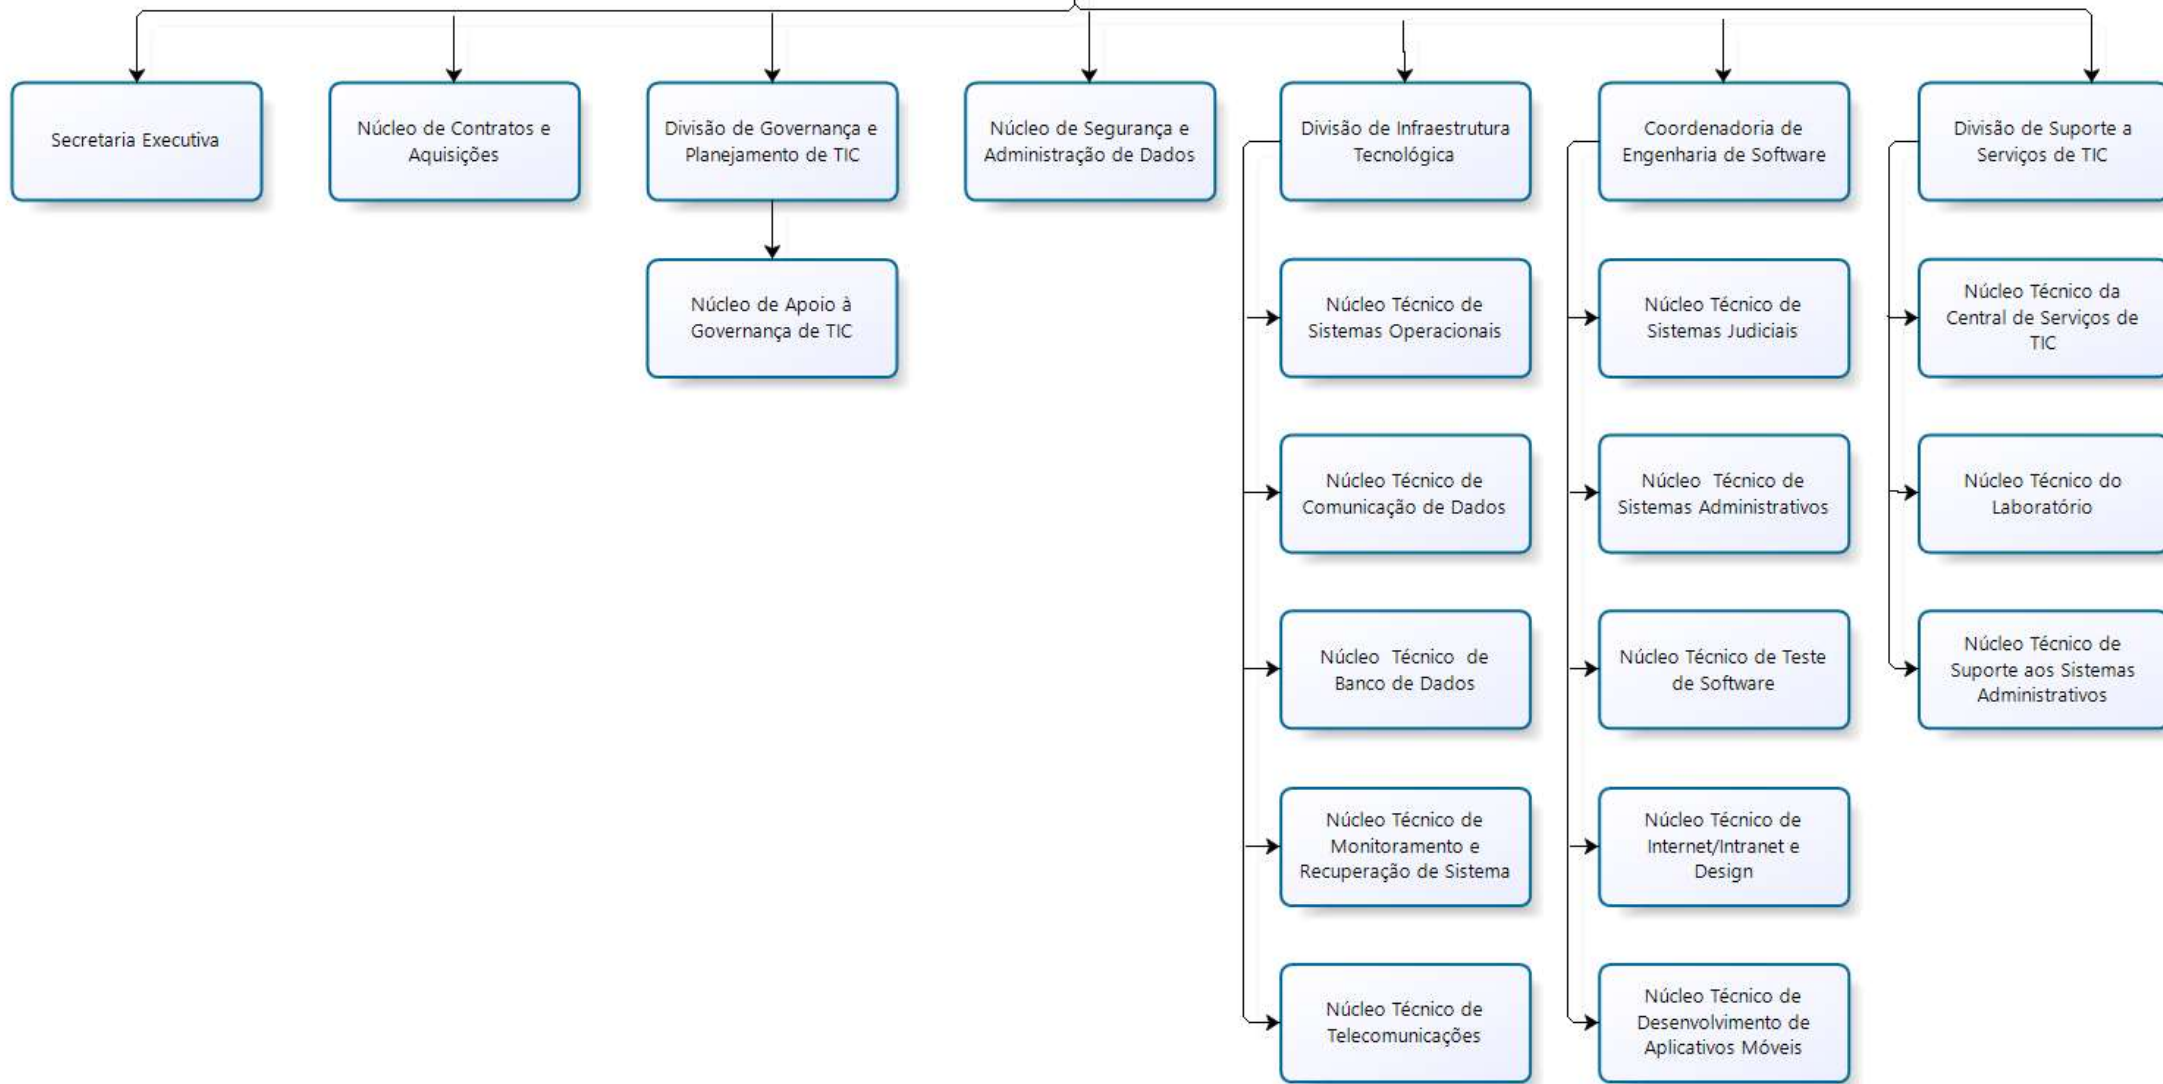 Secretaria Executiva
Núcleo de Contratos e
Aquisições
Divisão de Governança e
Planejamento de TIC
Núcleo de Segurança e
Administração de Dados
Divisão de Infraestrutura
Tecnológica
Coordenadoria de
Engenharia de Software
Divisão de Suporte a
Serviços de TIC
Núcleo de Apoio à
Governança de TIC
Núcleo Técnico de
Sistemas Operacionais
Núcleo Técnico de
Sistemas Judiciais
Núcleo Técnico da
Central de Serviços de
TIC
Núcleo Técnico de
Comunicação de Dados
Núcleo  Técnico de
Sistemas Administrativos
Núcleo Técnico do
Laboratório
Núcleo  Técnico  de
Banco de Dados
Núcleo Técnico de Teste
de Software
Núcleo Técnico de
Suporte aos Sistemas
Administrativos
Núcleo Técnico de
Monitoramento e
Recuperação de Sistema
Núcleo Técnico de
Internet/Intranet e
Design
Núcleo Técnico de
Telecomunicações
Núcleo Técnico de
Desenvolvimento de
Aplicativos Móveis